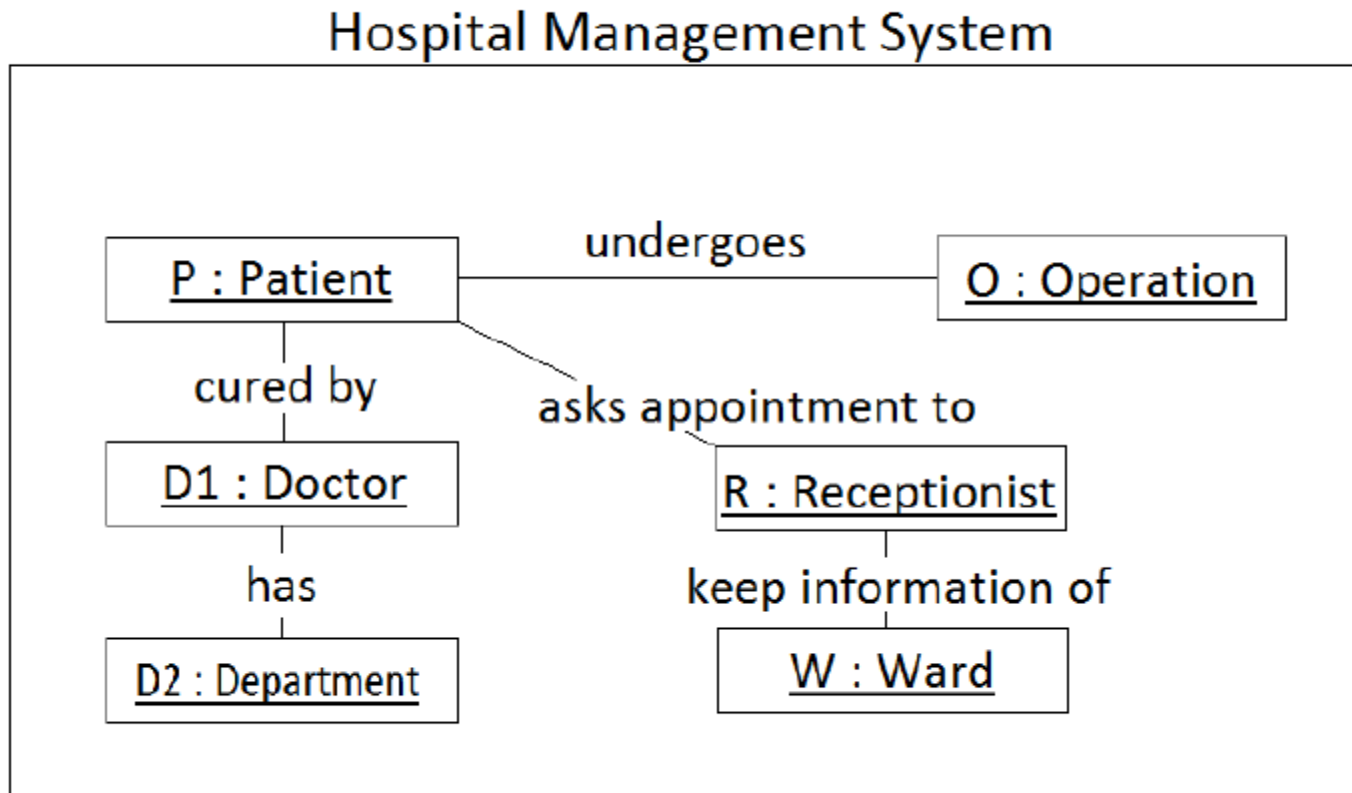 Hospital Management System
undergoes
P : Patient
O : Operation
cured by
asks appointment to
D1 : Doctor
R : Receptionist
has
keep information of
D2 : Department
W : Ward